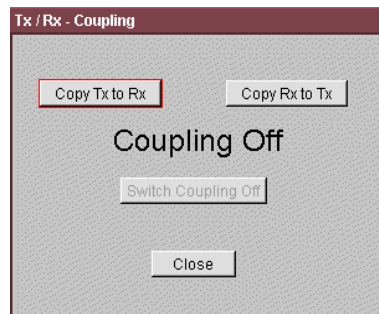 Tx / Rx - Coupling
Copy Tx to Rx
Copy Rx to Tx
Coupling Off
Switch Coupling Off
Close